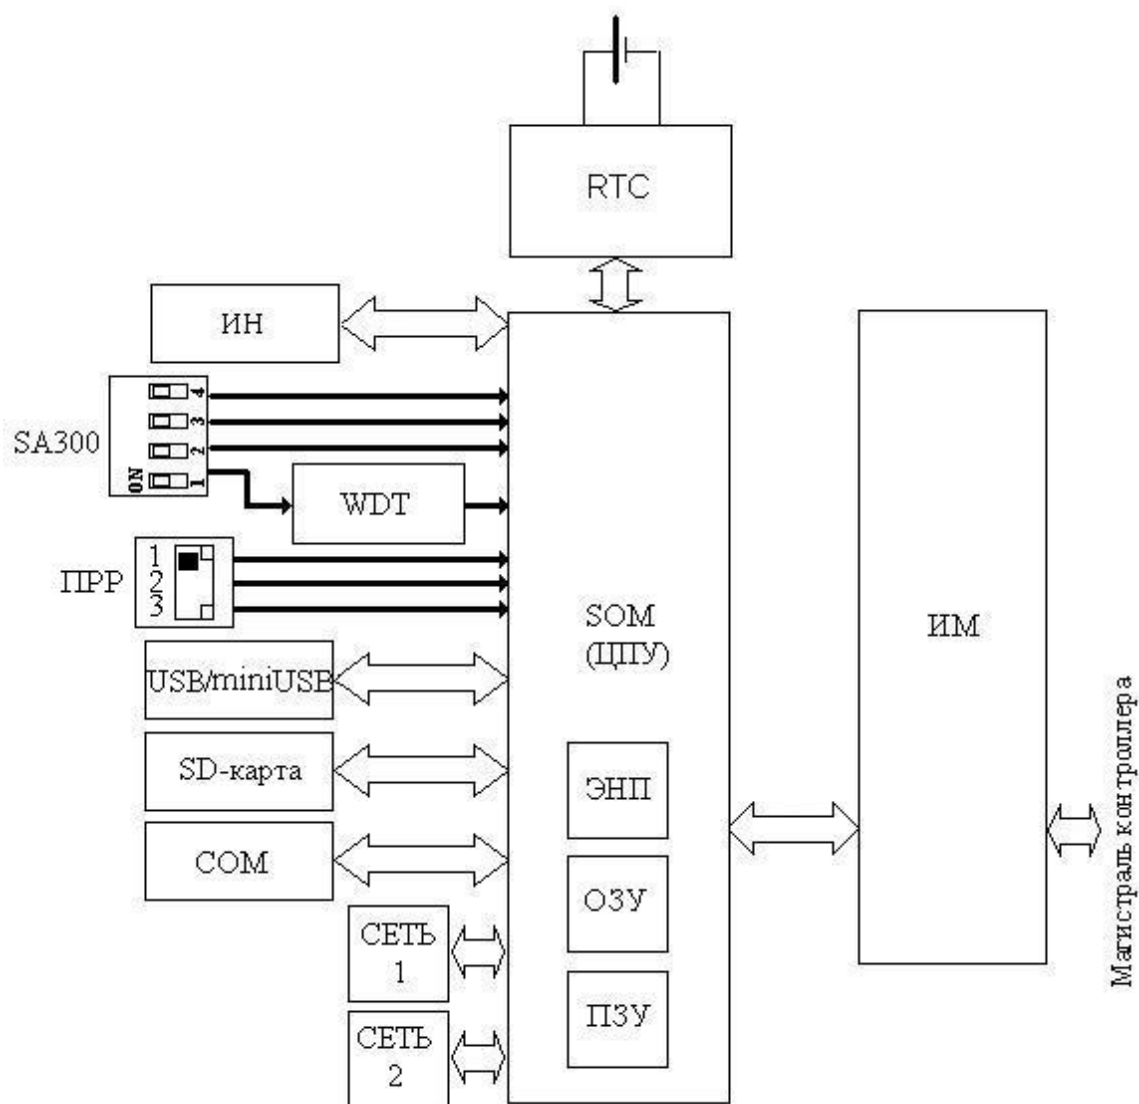 RTC
ИН
SA300
4
3
2
1
ON
WDT
ПРР
1
2
3
SOM
(ЦПУ)
ИМ
USB/miniUSB
SD-карта
COM
ЭНП
ОЗУ
ПЗУ
СЕТЬ
1
СЕТЬ
2
Магистраль контроллера